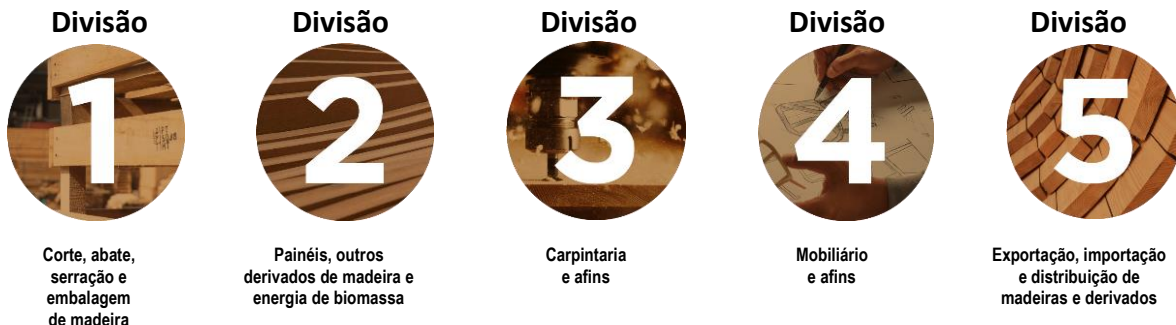 Divisão
1
Corte, abate,
serração e
embalagem
de madeira
Divisão
2
Painéis, outros
derivados de madeira e
energia de biomassa
Divisão
3
Carpintaria
e afins
Divisão
4
Mobiliário
e afins
Divisão
5
Exportação, importação
e distribuição de
madeiras e derivados